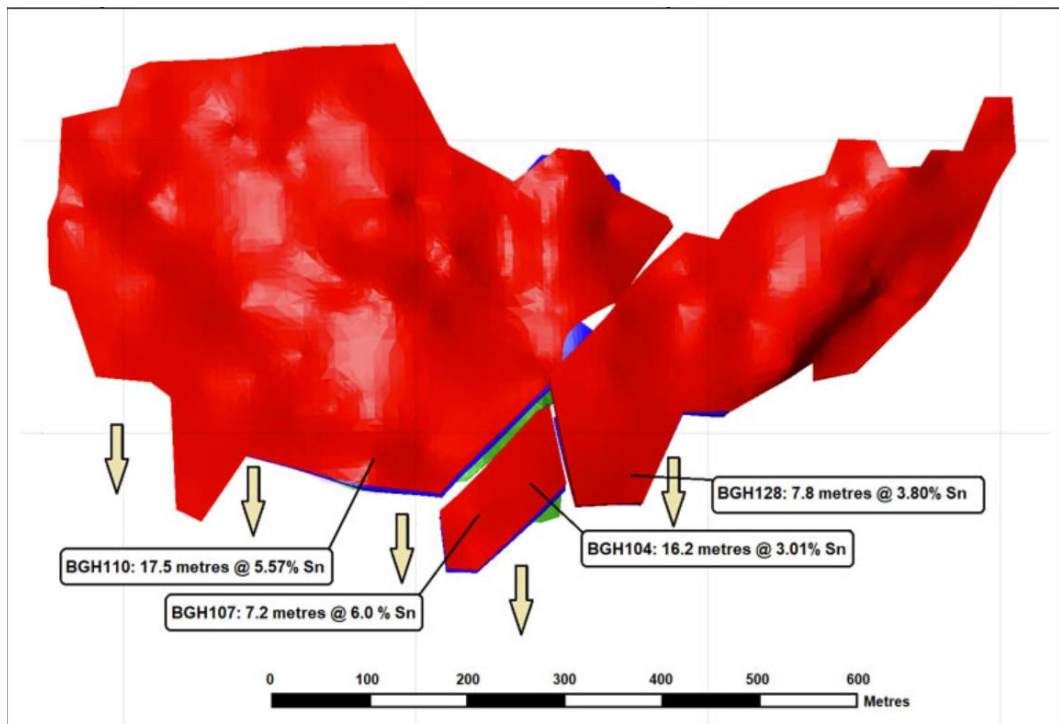 BGH128: 7.8 metres @ 3.80% Sn
BGH104: 16.2 metres @ 3.01% Sn
BGH110: 17.5 metres @ 5.57% Sn
BGH107: 7.2 metres @ 6.0 % Sn
0 100 200 300 400 500 600
Metres